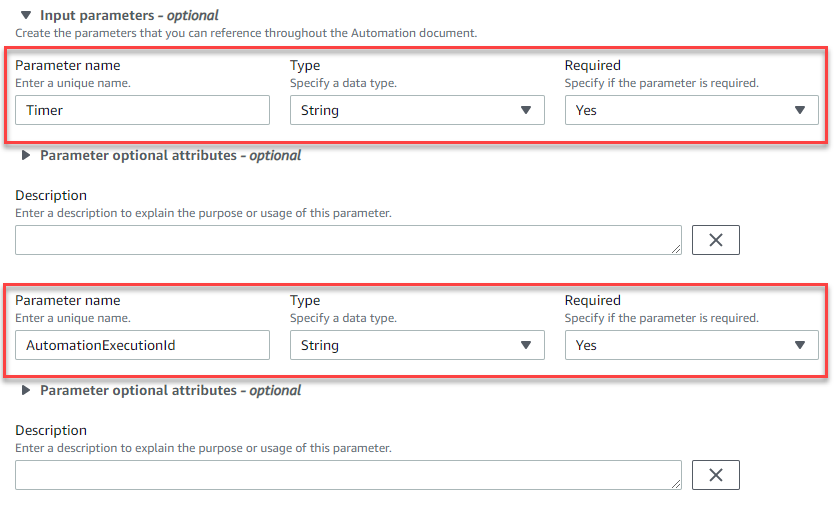 Input parameters - optional
Create the parameters that you can reference throughout the Automation document.
Parameter name Type Required
Enter a unique name. Specify a data type. Specify if the parameter is required.
Timer String Yes
Parameter optional attributes - optional
Description
Enter a description to explain the purpose or usage of this parameter.
Parameter name Type Required
Enter a unique name. Specify a data type. Specify if the parameter is required.
AutomationExecutionId String Yes
Parameter optional attributes - optional
Description
Enter a description to explain the purpose or usage of this parameter.